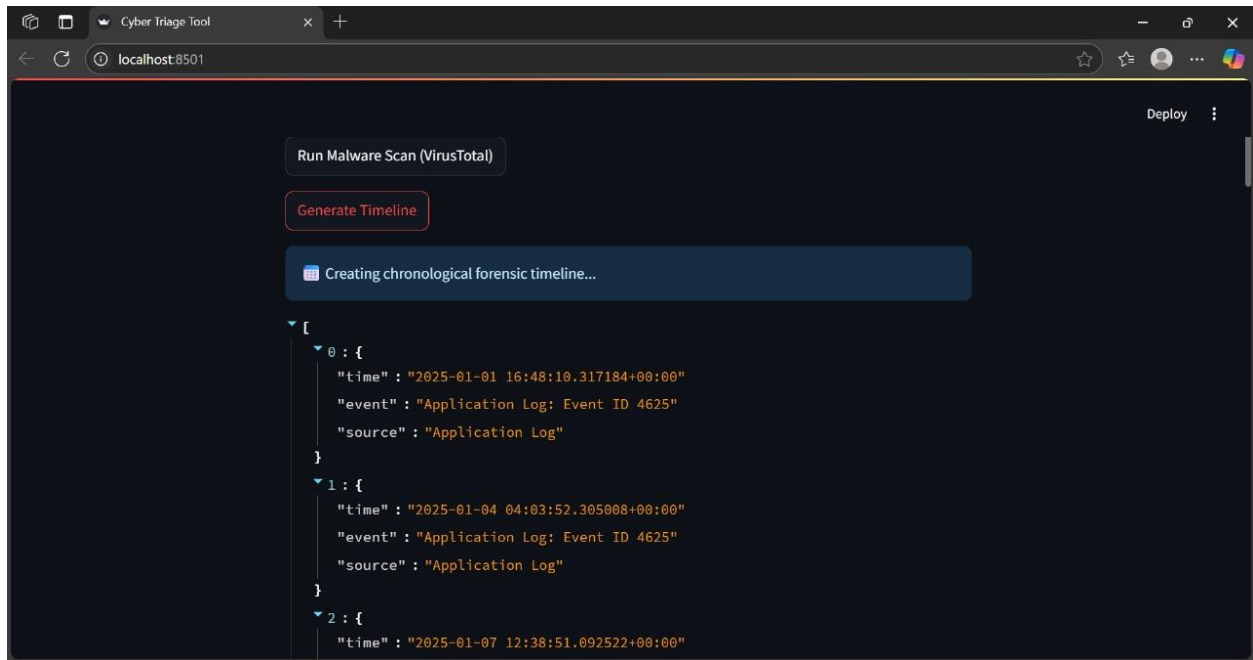 Cyber Triage Tool
localhost:8501
Deploy
Run Malware Scan (VirusTotal)
Generate Timeline
Creating chronological forensic timeline...
[
0 : {
"time" : "2025-01-01 16:48:10.317184+00:00"
"event" : "Application Log: Event ID 4625"
"source" : "Application Log"
}
1 : {
"time" : "2025-01-04 04:03:52.305008+00:00"
"event" : "Application Log: Event ID 4625"
"source" : "Application Log"
}
2 : {
"time" : "2025-01-07 12:38:51.092522+00:00"